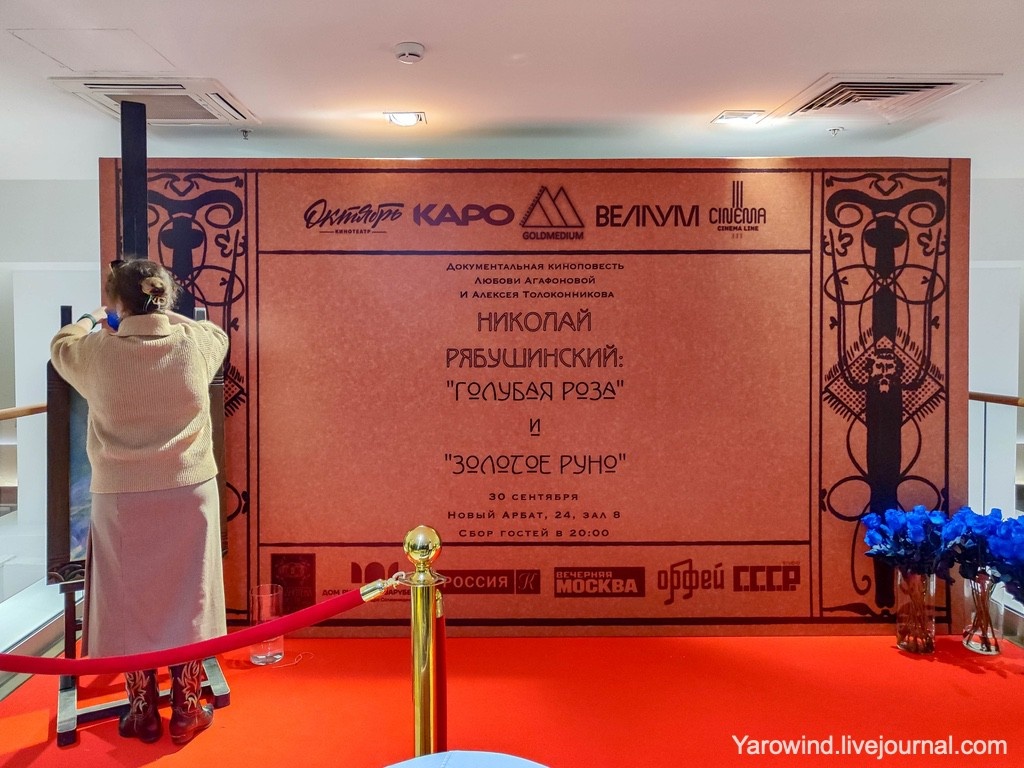 Октябрь
КИНОТЕАТР
КАРО
GOLDMEDIUM
ВЕЛЛУМ
CINEMA
CINEMA LINE
Документальная киноповесть
Любови Агафоновой
и Алексея Толоконникова
НИКОЛАЙ
РЯБУШИНСКИЙ:
"ГОЛУБАЯ РОЗА"
И
"ЗОЛОТОЕ РУНО"
30 сентября
Новый Арбат, 24, зал 8
Сбор гостей в 20:00
ДОМ
РОССИЯ К
ВЕЧЕРНЯЯ
МОСКВА
ОРФЕЙ
СССР
Yarowind.livejournal.com